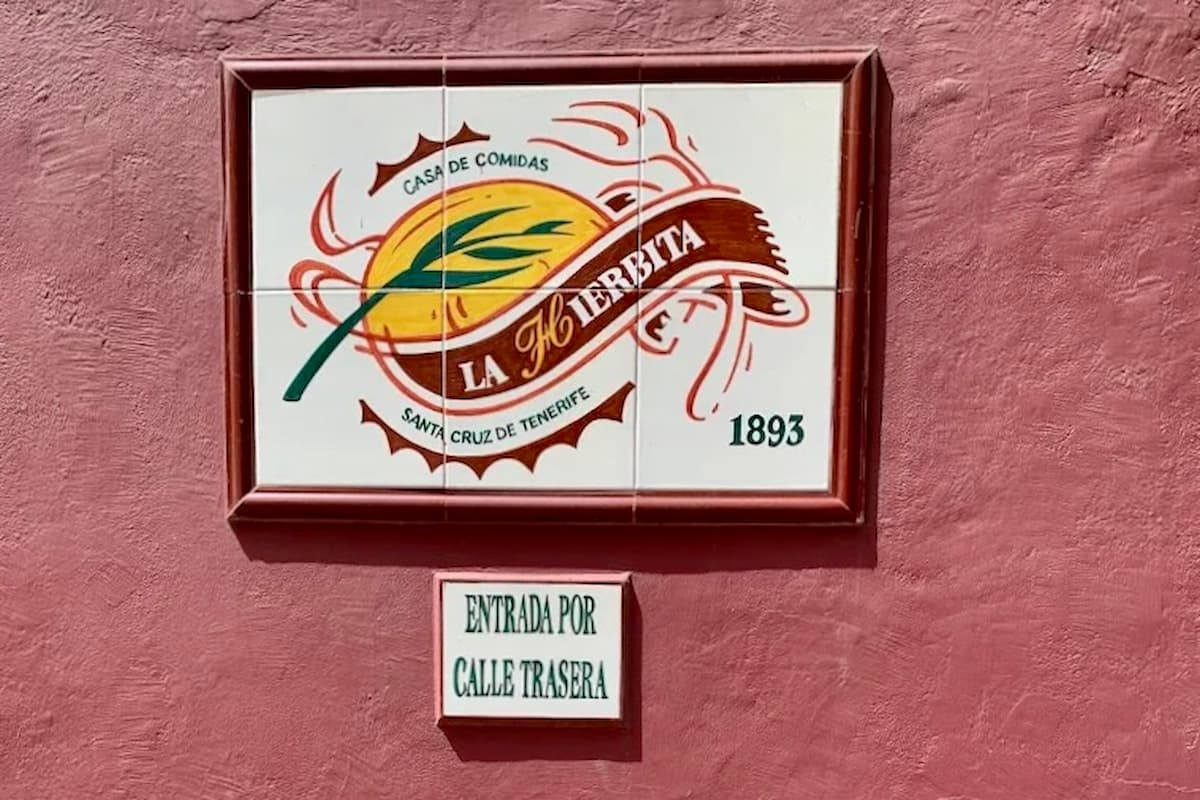 CASA DE COMIDAS
LA HIERBITA
SANTA CRUZ DE TENERIFE
1893
ENTRADA POR
CALLE TRASERA